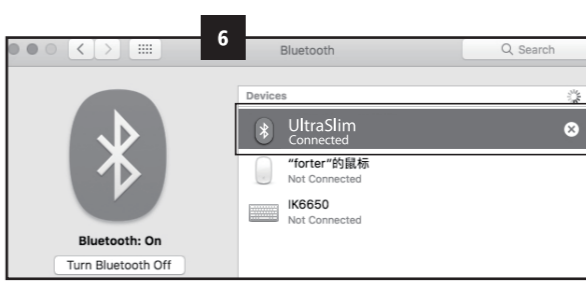 6
Bluetooth
Search
Devices
UltraSlim
Connected
"forter"的鼠标
Not Connected
IK6650
Not Connected
Bluetooth: On
Turn Bluetooth Off